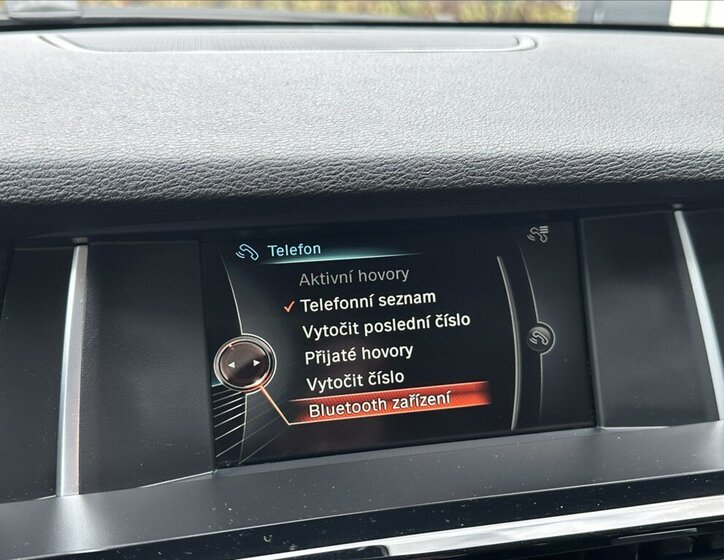 Telefon
Aktivní hovory
Telefonní seznam
Vytočit poslední číslo
Přijaté hovory
Vytočit číslo
Bluetooth zařízení